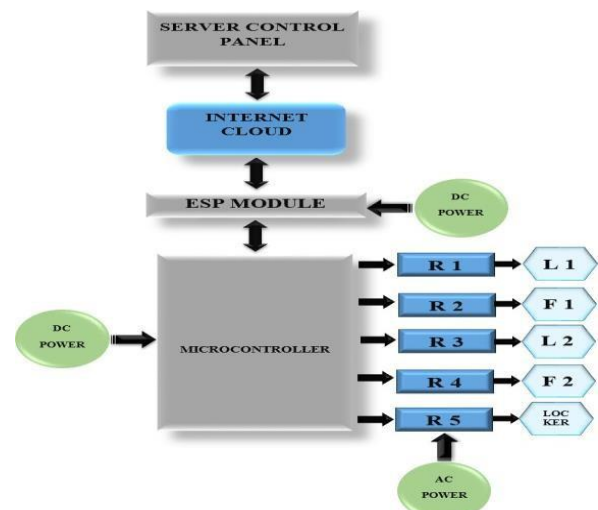 SERVER CONTROL
PANEL
INTERNET
CLOUD
ESP MODULE
DC
POWER
R 1
L 1
R 2
F 1
DC
POWER
MICROCONTROLLER
R 3
L 2
R 4
F 2
R 5
LOC
KER
AC
POWER